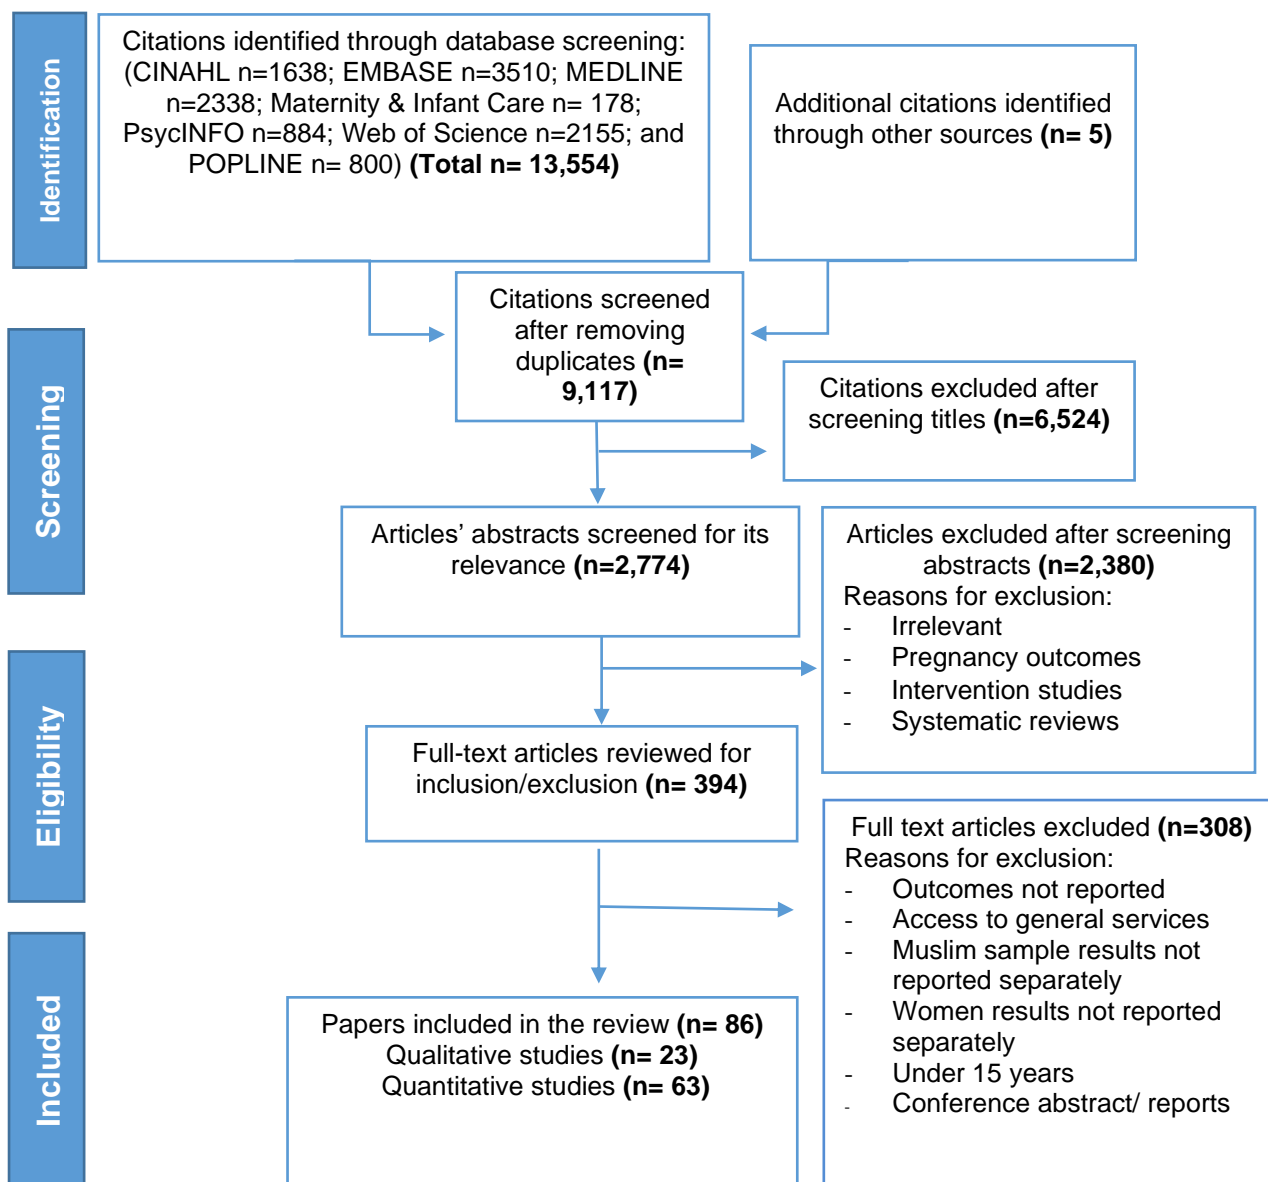 Identification
Citations identified through database screening:
(CINAHL n=1638; EMBASE n=3510; MEDLINE
n=2338; Maternity & Infant Care n= 178;
PsycINFO n=884; Web of Science n=2155; and
POPLINE n= 800) (Total n= 13,554
Additional citations identified
through other sources (n= 5)
Screening
Citations screened
after removing
duplicates (n=
9,117)
Citations excluded after
screening titles (n=6,524)
Articles’ abstracts screened for its
relevance (n=2,774)
Articles excluded after screening
abstracts (n=2,380)
Reasons for exclusion:
- Irrelevant
- Pregnancy outcomes
- Intervention studies
- Systematic reviews
Eligibility
Full-text articles reviewed for
inclusion/exclusion (n= 394)
Full text articles excluded (n=308)
Reasons for exclusion:
- Outcomes not reported
- Access to general services
- Muslim sample results not
reported separately
- Women results not reported
separately
- Under 15 years
- Conference abstract/ reports
Included
Papers included in the review (n= 86)
Qualitative studies (n= 23)
Quantitative studies (n= 63)